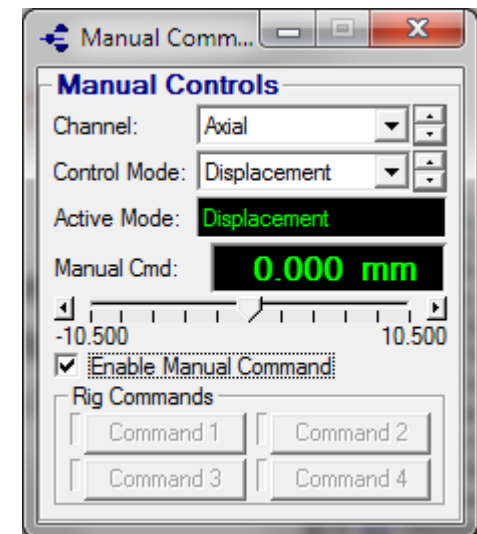 Manual Comm...
Manual Controls
Channel: Axial
Control Mode: Displacement
Active Mode: Displacement
Manual Cmd: 0.000 mm
-10.500 10.500
Enable Manual Command
Rig Commands
Command 1 Command 2
Command 3 Command 4